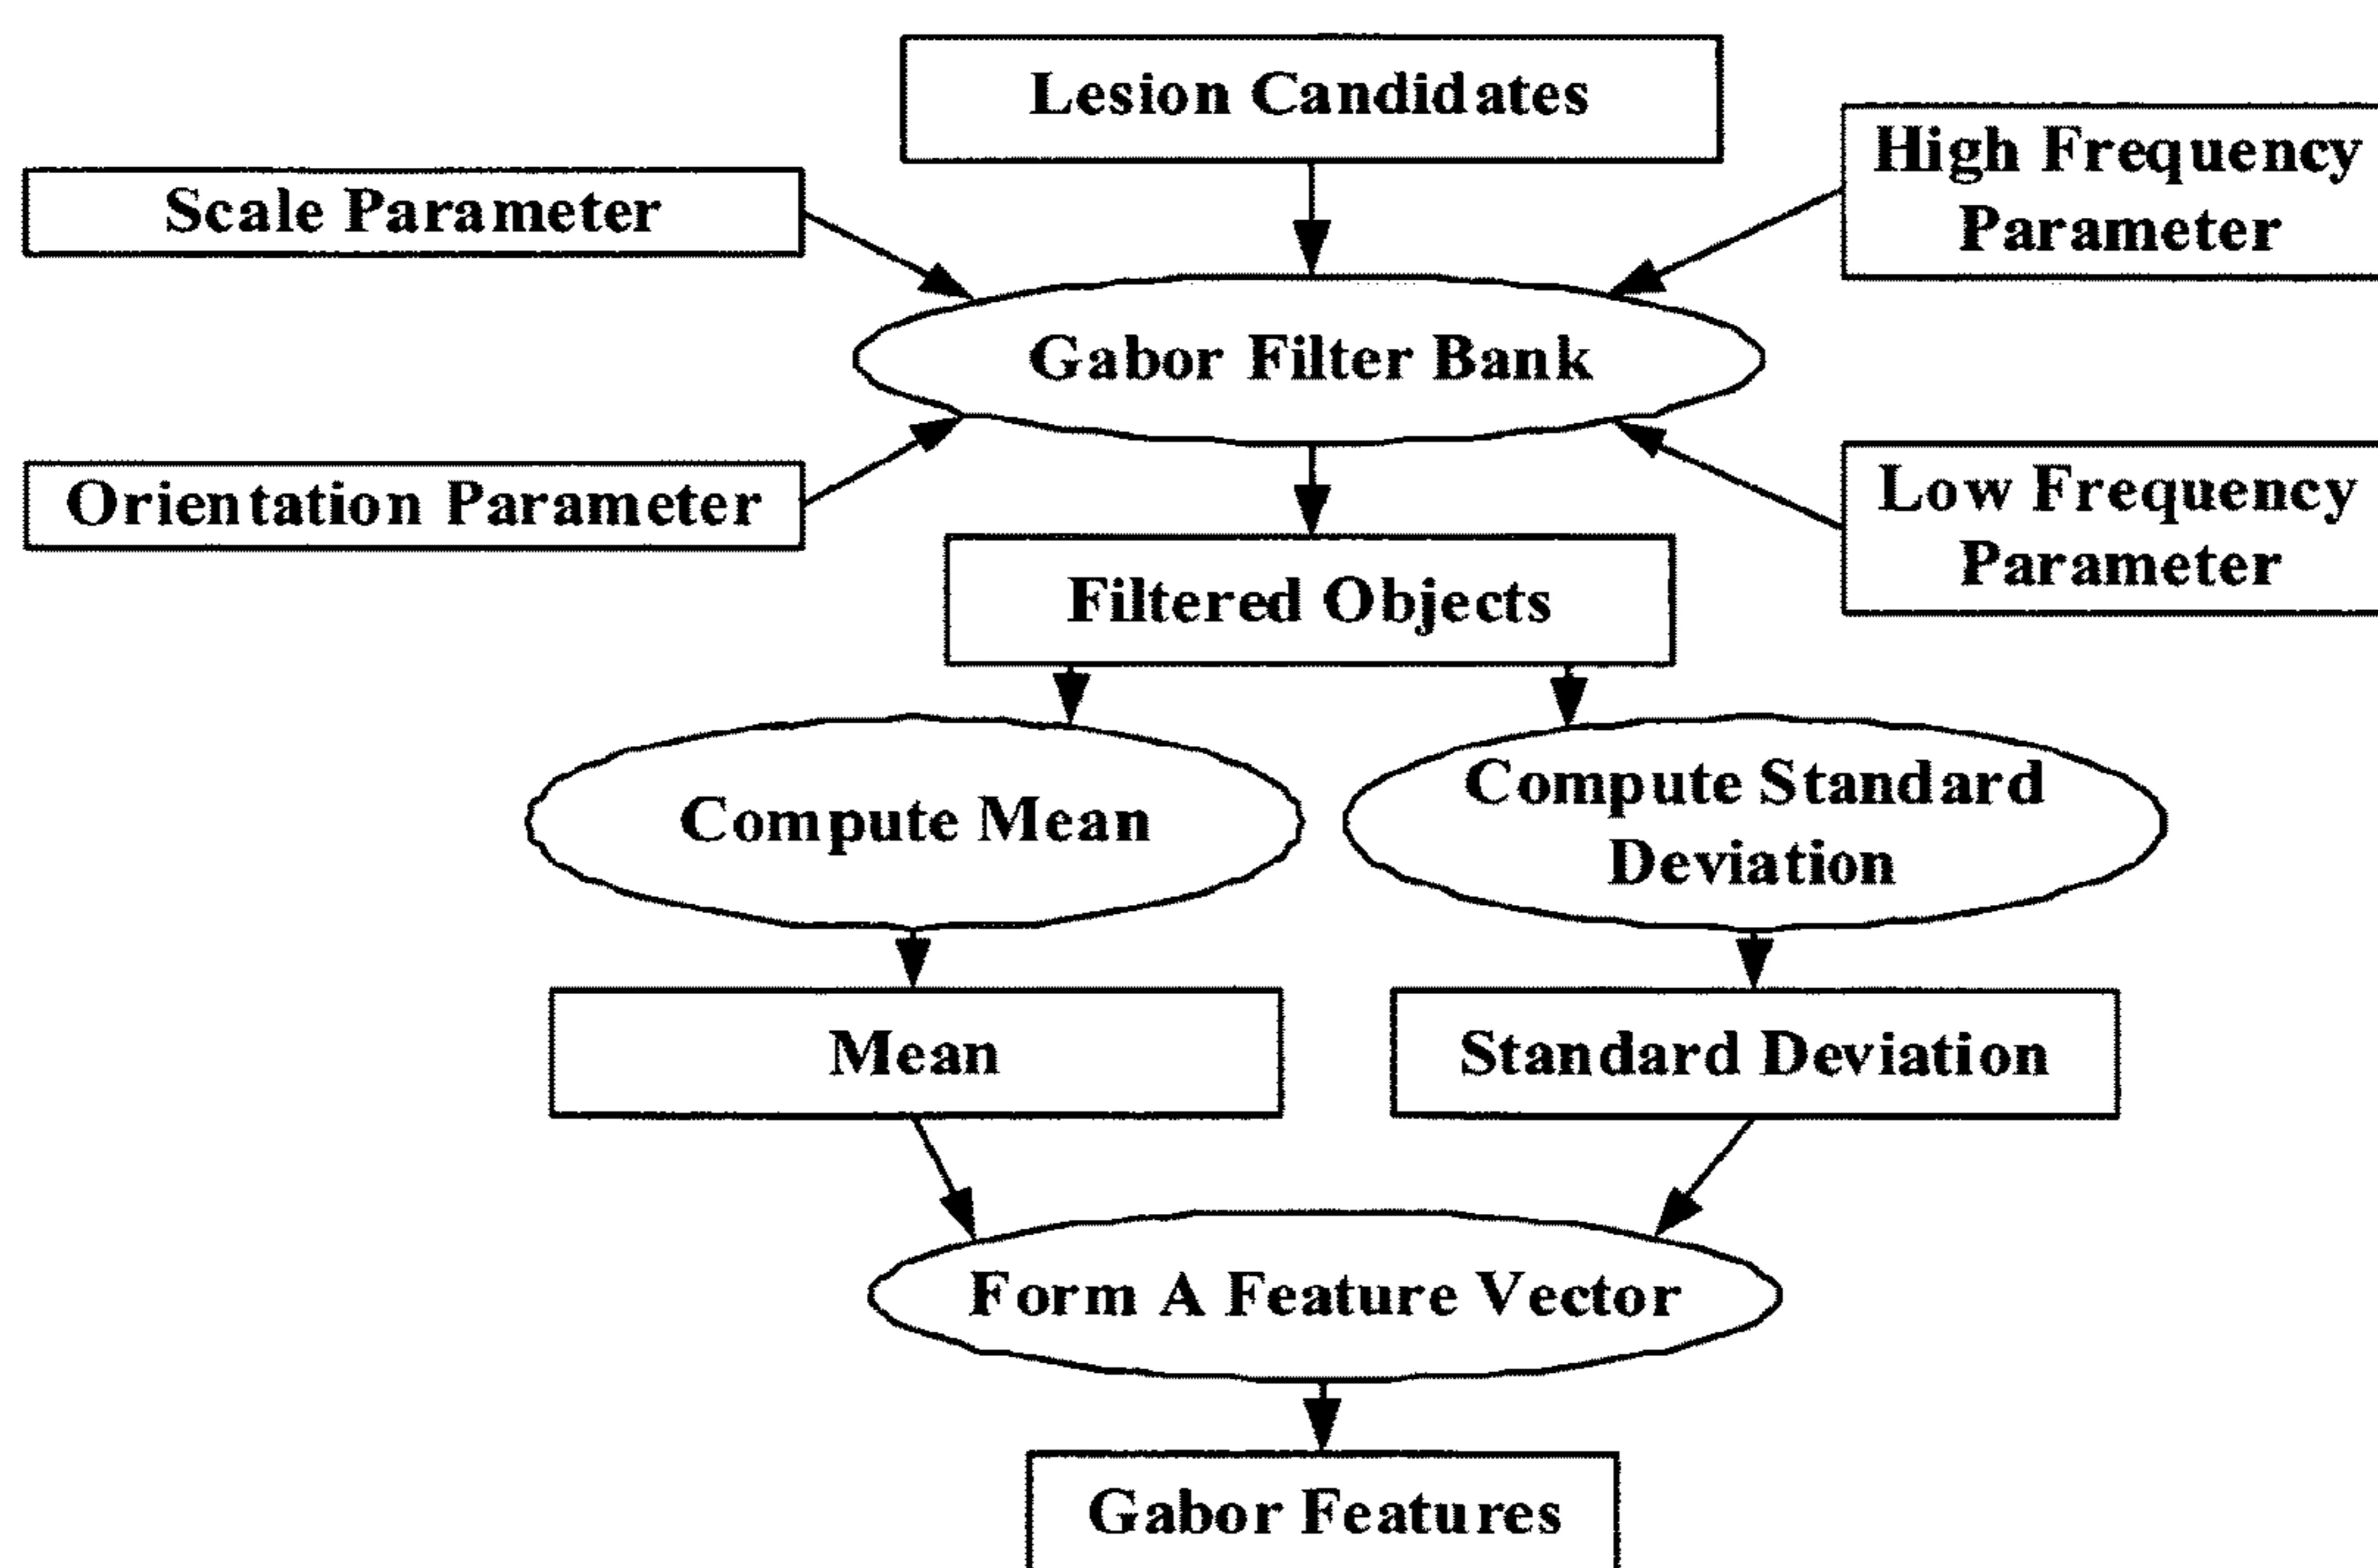 Lesion Candidates
High Frequency
Parameter
Scale Parameter
Gabor Filter Bank
Orientation Parameter
Low Frequency
Parameter
Filtered Objects
Compute Mean
Compute Standard
Deviation
Mean
Standard Deviation
Form A Feature Vector
Gabor Features